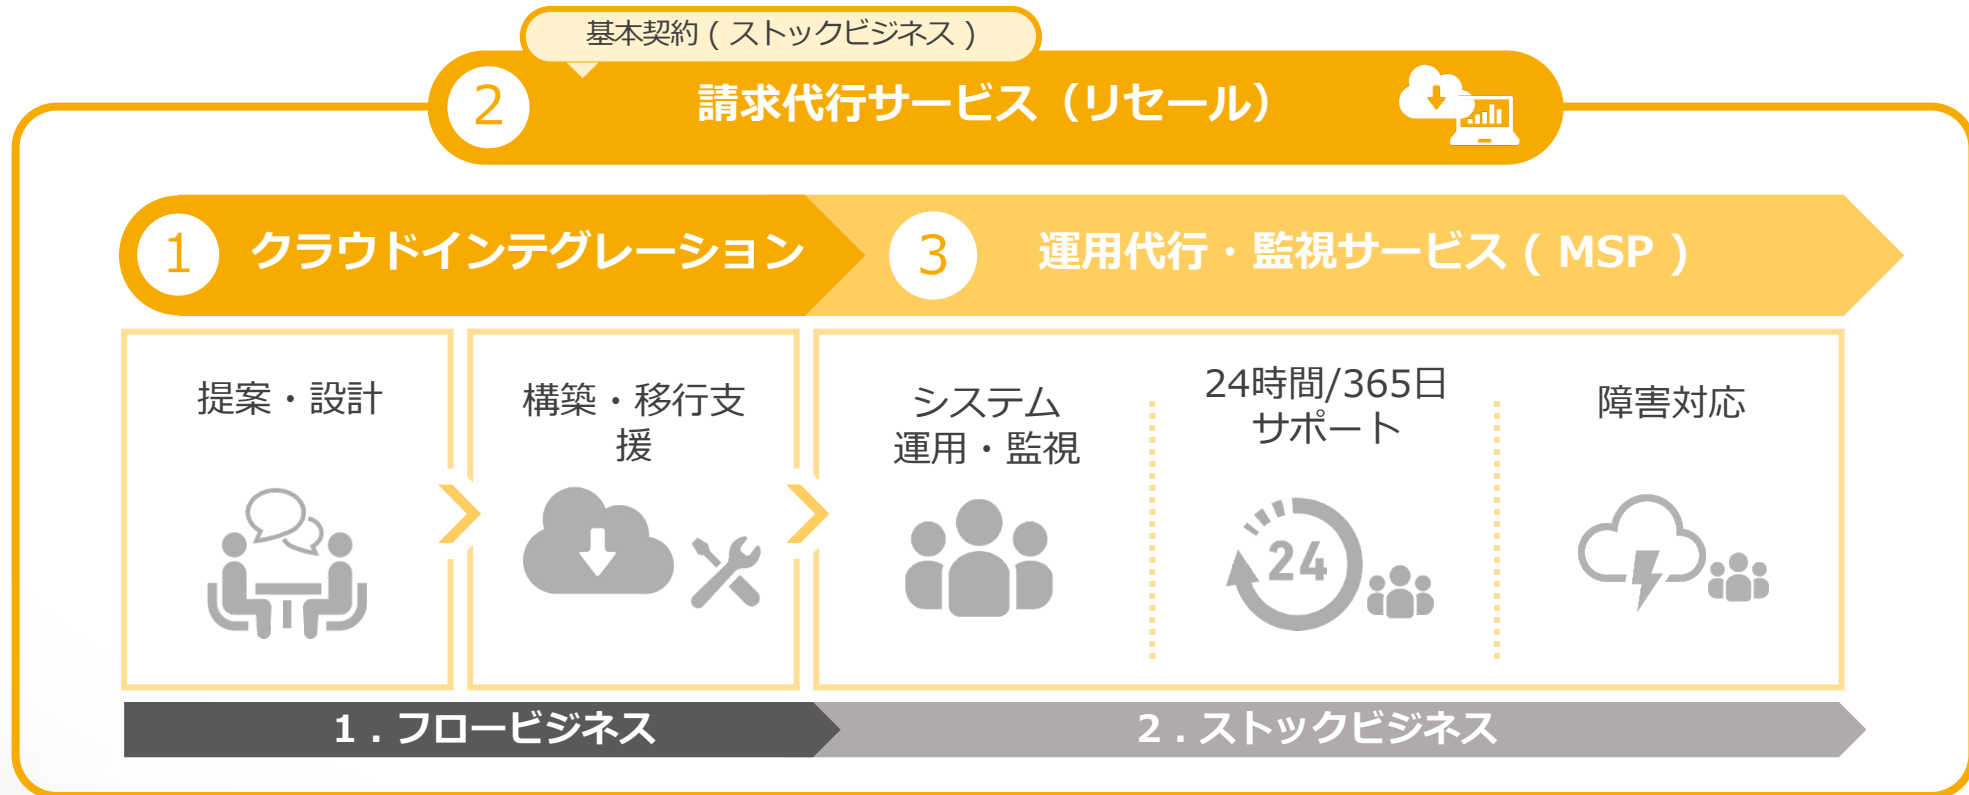 基本契約 ( ストックビジネス )
2
請求代行サービス（リセール）
1
クラウドインテグレーション
3
運用代行・監視サービス ( MSP )
提案・設計
構築・移行支
援
システム
運用・監視
24時間/365日
サポート
24
障害対応
1．フロービジネス
2．ストックビジネス